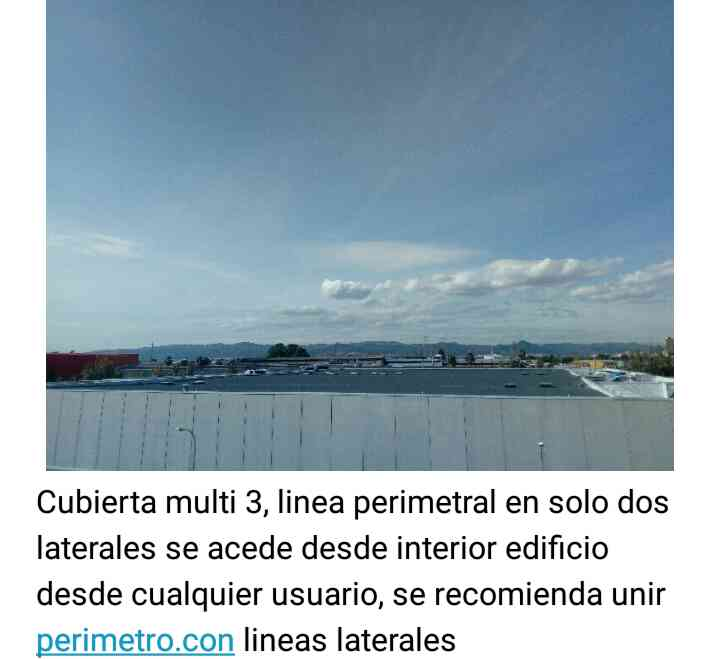 Cubierta multi 3, linea perimetral en solo dos
laterales se acede desde interior edificio
desde cualquier usuario, se recomienda unir
perimetro.con lineas laterales